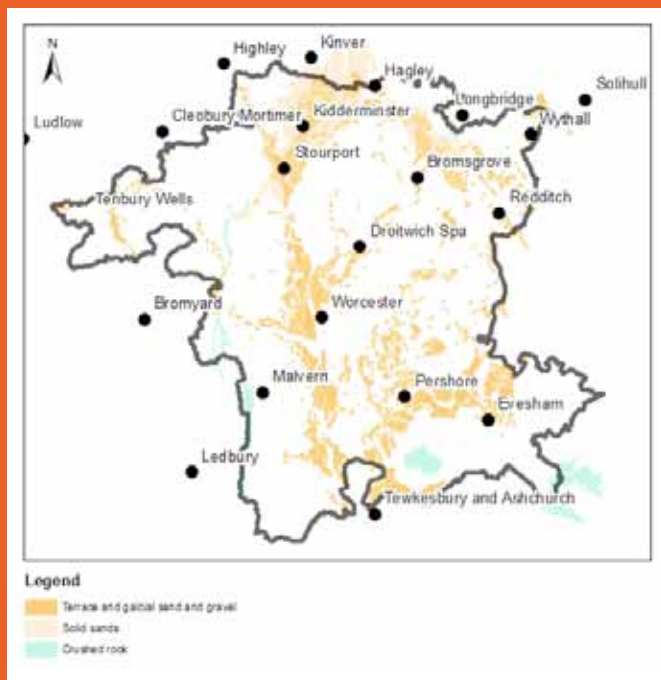 N
Highley
Kinver
Hagley
Solihull
Longbridge
Ludlow
Cleobury Mortimer
Kidderminster
Wythall
Stourport
Bromsgrove
Tenbury Wells
Redditch
Droitwich Spa
Bromyard
Worcester
Malvern
Pershore
Evesham
Ledbury
Tewkesbury and Ashchurch
Legend
Terrace and glacial sand and gravel
Solid sands
Crushed rock